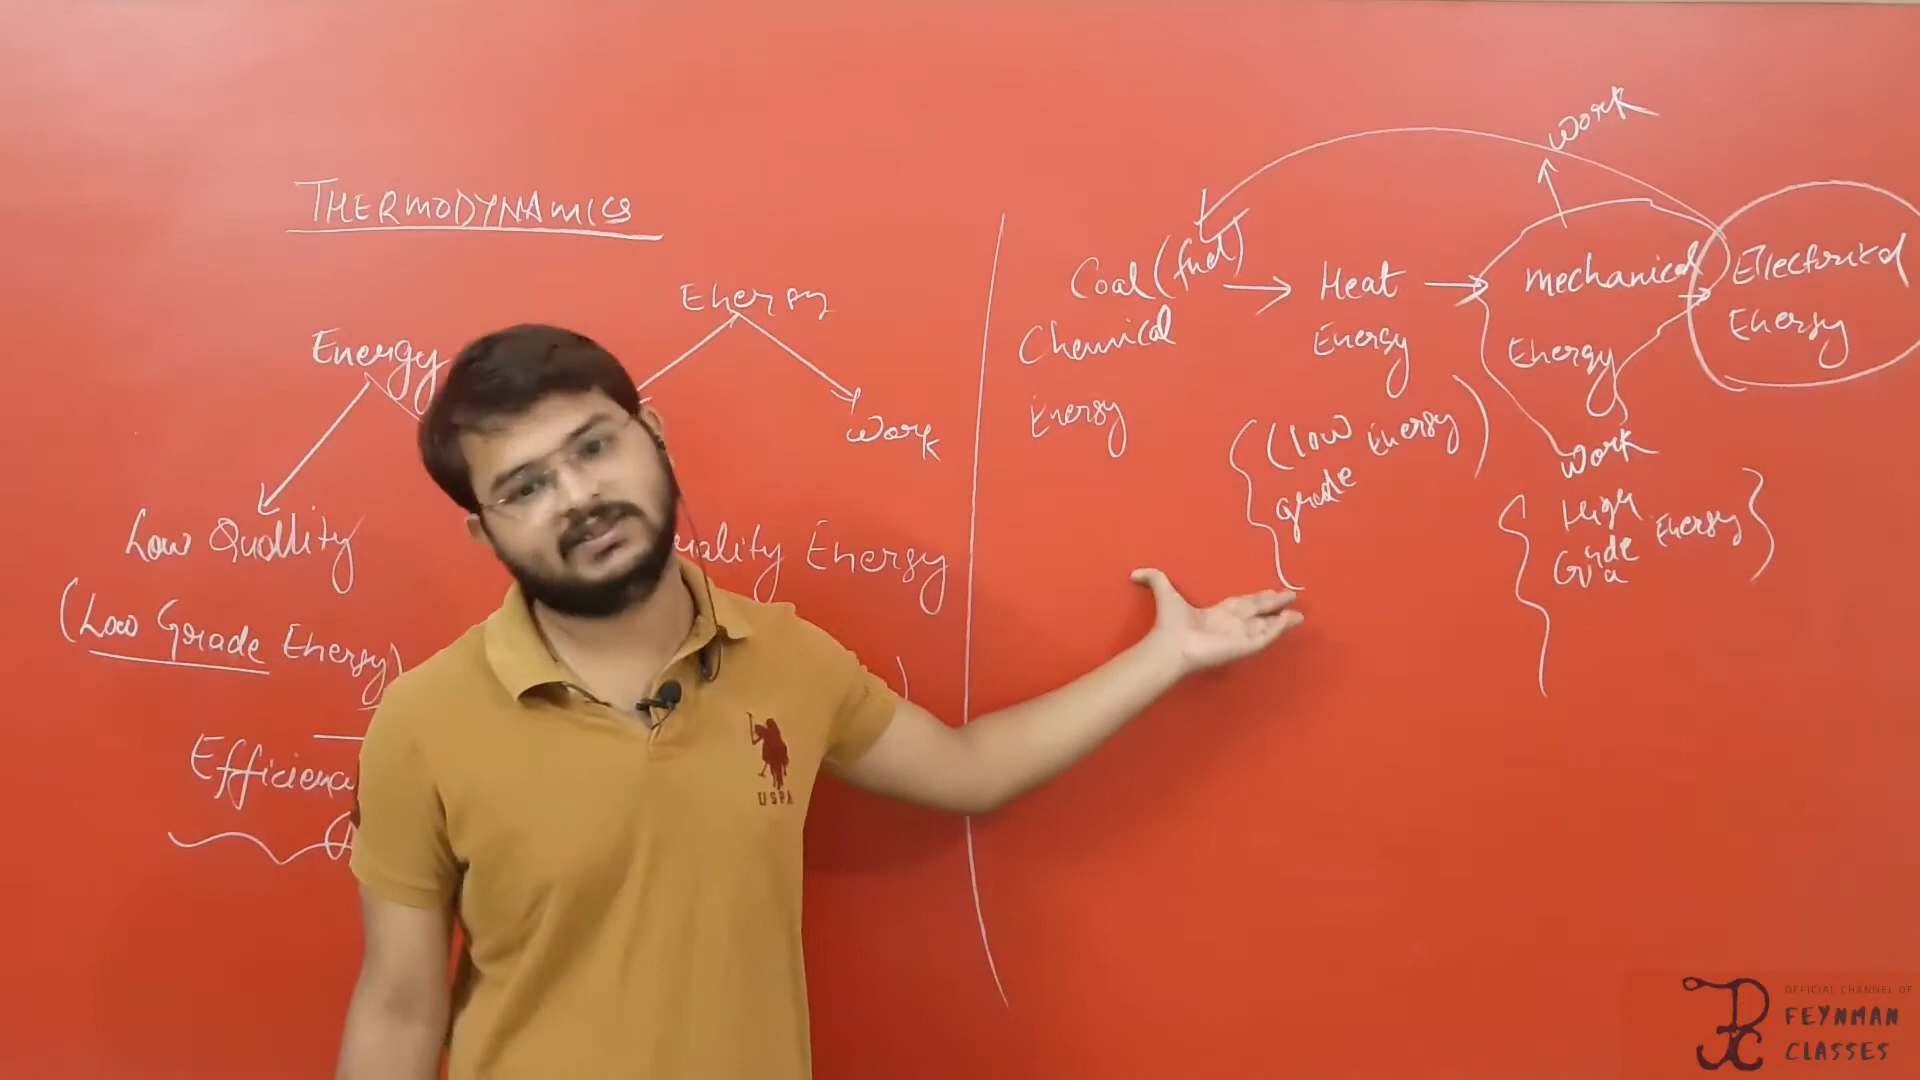 THERMODYNAMICS
Energy
Low Quality
(Low Grade Energy)
Efficienc
Energy
Work
uality Energy
Coal (fuel)
Chemical
Energy
Heat
Energy
(low Energy)
grade
Work
Mechanical
Energy
Work
High
Grade Energy
Electrical
Energy
USPA
OFFICIAL CHANNEL OF
FEYNMAN
CLASSES